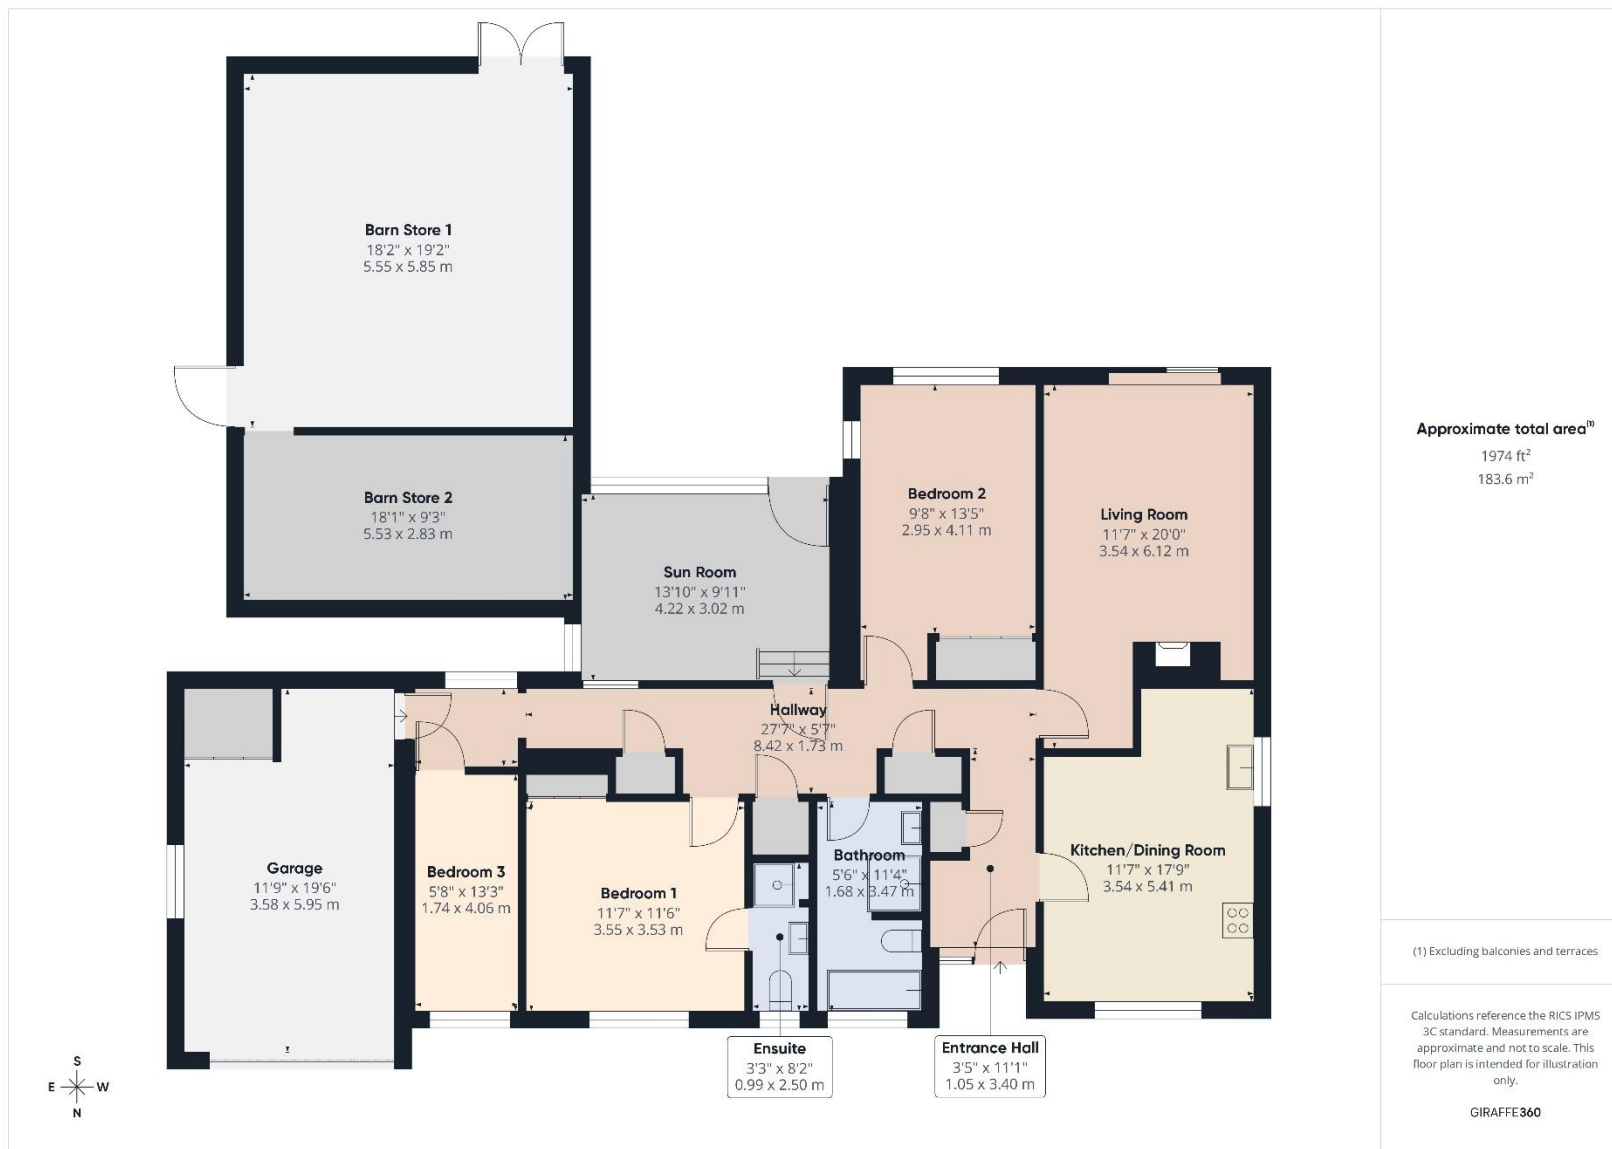 Barn Store 1
18'2" x 19'2"
5.55 x 5.85 m
Barn Store 2
18'1" x 9'3"
5.53 x 2.83 m
Sun Room
13'10" x 9'11"
4.22 x 3.02 m
Bedroom 2
9'8" x 13'5"
2.95 x 4.11 m
Living Room
11'7" x 20'0"
3.54 x 6.12 m
Hallway
27'7" x 5'7"
8.42 x 1.73 m
Garage
11'9" x 19'6"
3.58 x 5.95 m
Bedroom 3
5'8" x 13'3"
1.74 x 4.06 m
Bedroom 1
11'7" x 11'6"
3.55 x 3.53 m
Bathroom
5'6" x 11'4"
1.68 x 3.47 m
Kitchen/Dining Room
11'7" x 17'9"
3.54 x 5.41 m
Ensuite
3'3" x 8'2"
0.99 x 2.50 m
Entrance Hall
3'5" x 11'1"
1.05 x 3.40 m
S
E W
N
Approximate total area(1)
1974 ft²
183.6 m²
(1) Excluding balconies and terraces
Calculations reference the RICS IPMS
3C standard. Measurements are
approximate and not to scale. This
floor plan is intended for illustration
only.
GIRAFFE360